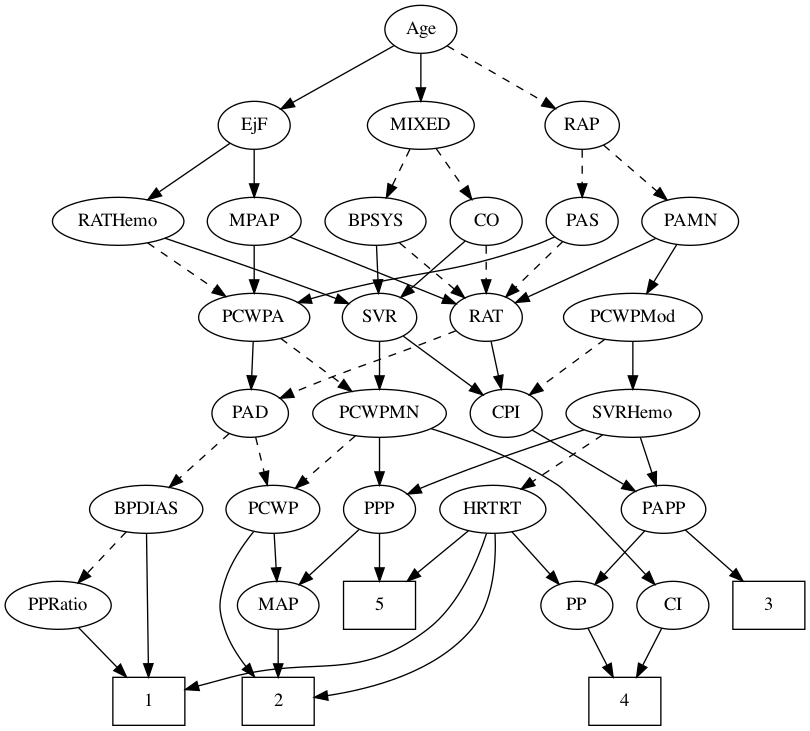 Age
EjF
MIXED
RAP
RATHemo
MPAP
BPSYS
CO
PAS
PAMN
PCWPA
SVR
RAT
PCWPMod
PAD
PCWPMN
CPI
SVRHemo
BPDIAS
PCWP
PPP
HRTRT
PAPP
PPRatio
MAP
5
PP
CI
3
1
2
4